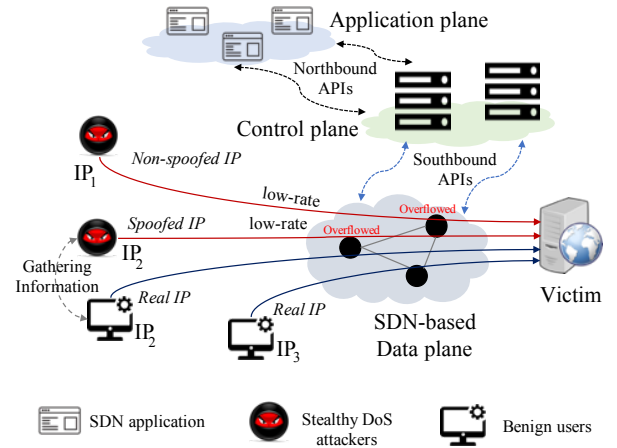 Application plane
Northbound
APIs
Control plane
Southbound
APIs
IP1
Non-spoofed IP
low-rate
Overflowed
Spoofed IP
low-rate
Overflowed
IP2
Gathering
Information
Real IP
IP2
Real IP
IP3
SDN-based
Data plane
Victim
SDN application
Stealthy DoS
attackers
Benign users